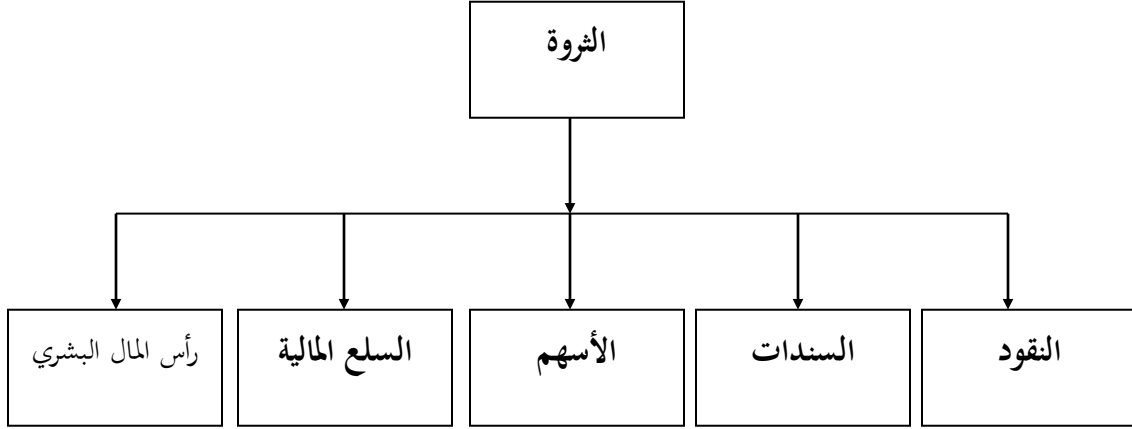 الثروة
النقود
السندات
الأسهم
السلع المالية
رأس المال البشري